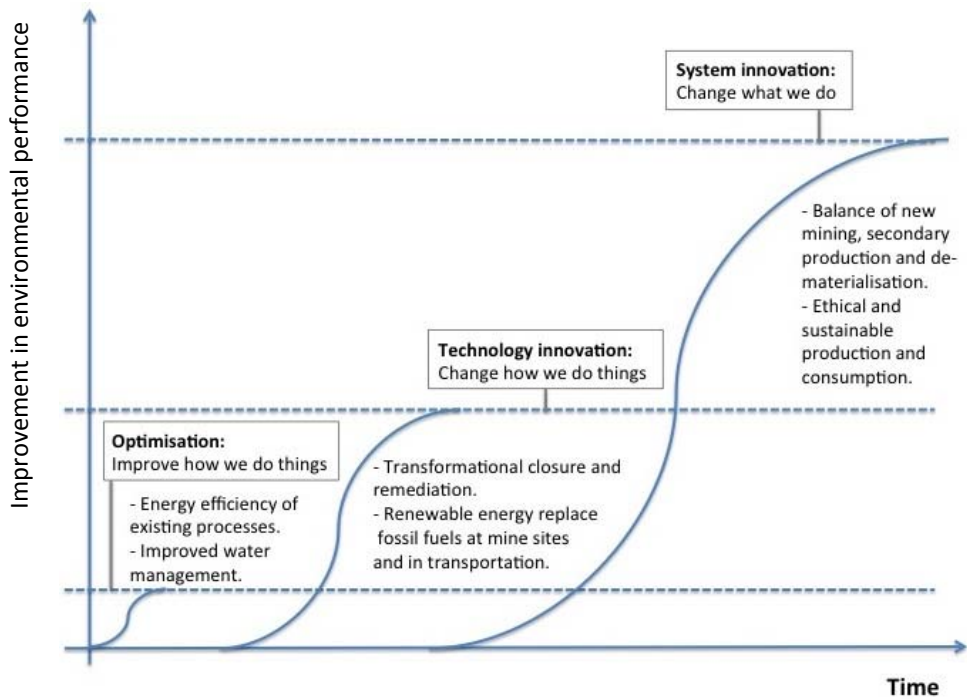 Improvement in environmental performance
System innovation:
Change what we do
- Balance of new
mining, secondary
production and de-
materialisation.
- Ethical and
sustainable
production and
consumption.
Technology innovation:
Change how we do things
- Transformational closure and
remediation.
- Renewable energy replace
fossil fuels at mine sites
and in transportation.
Optimisation:
Improve how we do things
- Energy efficiency of
existing processes.
- Improved water
management.
Time